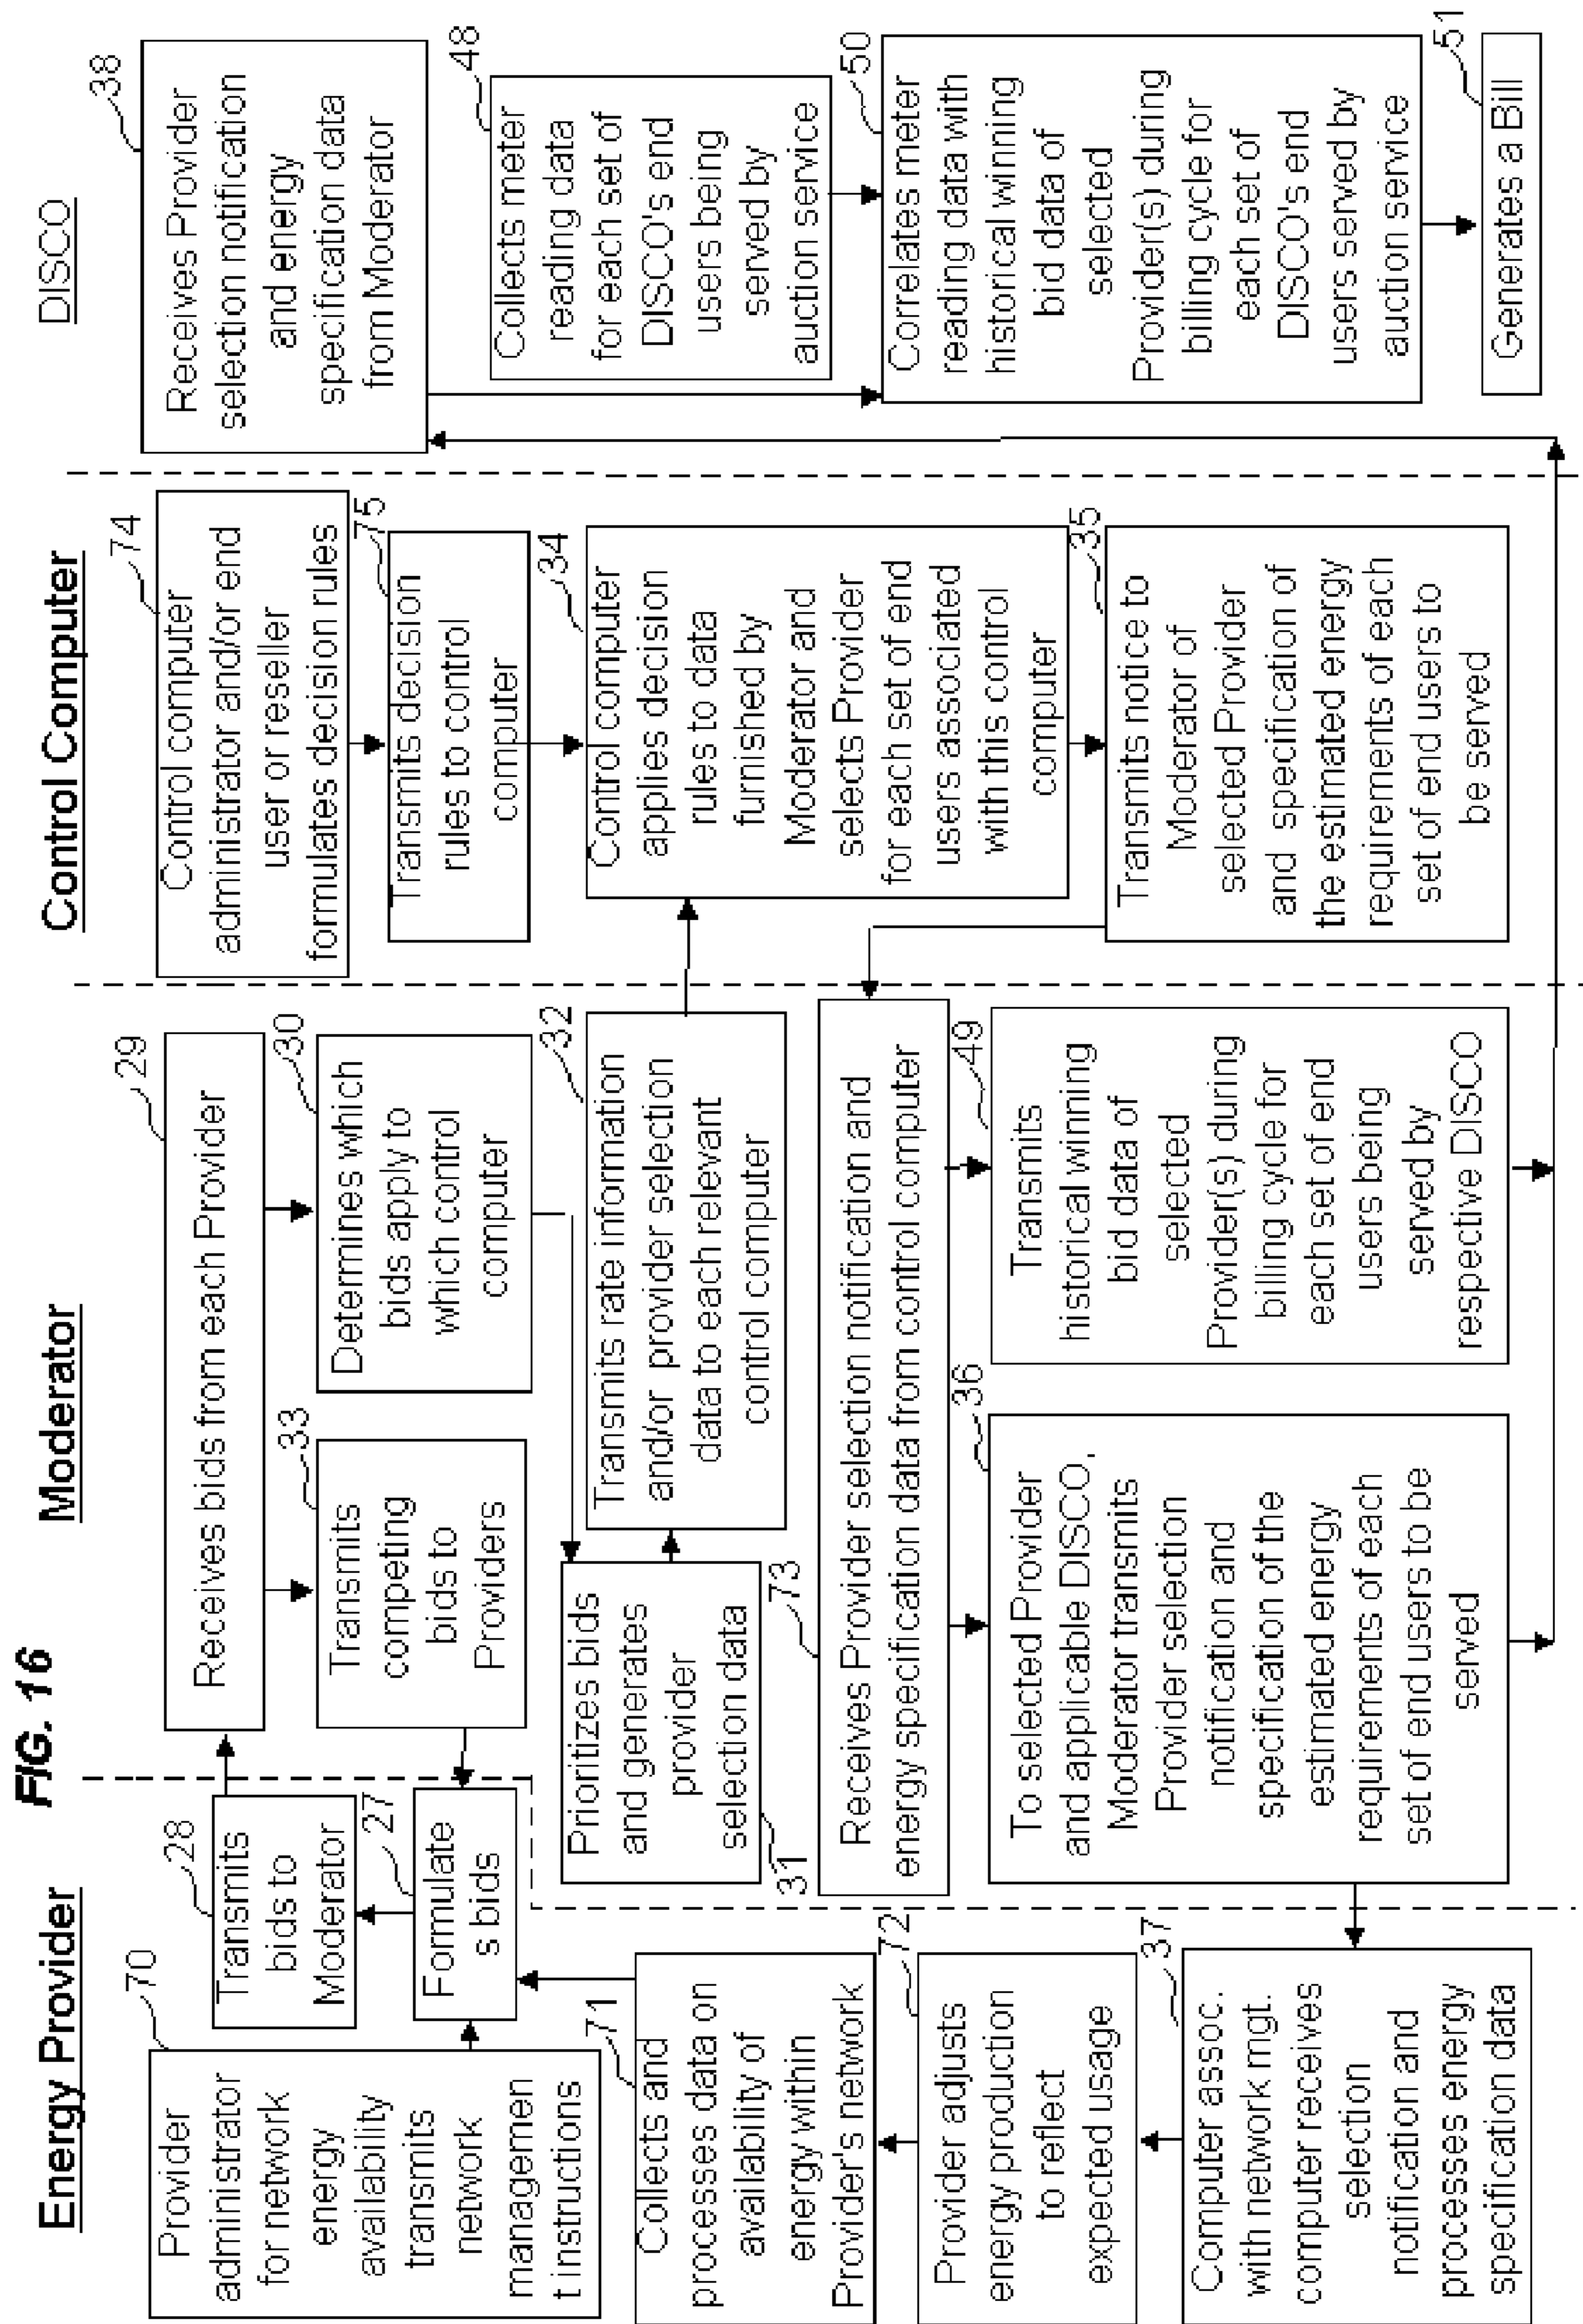 FIG. 16
Energy Provider
Moderator
Control Computer
DISCO
70
Provider
administrator
for network
energy
availability
transmits
network
managemen
t instructions
28
Transmits
bids to
Moderator
27
Formulate
s bids
71
Collects and
processes data on
availability of
energy within
Provider's network
72
Provider adjusts
energy production
to reflect
expected usage
37
Computer assoc.
with network mgt.
computer receives
selection
notification and
processes energy
specification data
29
Receives bids from each Provider
33
Transmits
competing
bids to
Providers
30
Determines which
bids apply to
which control
computer
31
Prioritizes bids
and generates
provider
selection data
32
Transmits rate information
and/or provider selection
data to each relevant
control computer
73
Receives Provider selection notification and
energy specification data from control computer
36
To selected Provider
and applicable DISCO,
Moderator transmits
Provider selection
notification and
specification of the
estimated energy
requirements of each
set of end users to be
served
49
Transmits
historical winning
bid data of
selected
Provider(s) during
billing cycle for
each set of end
users being
served by
respective DISCO
74
Control computer
administrator and/or end
user or reseller
formulates decision rules
75
Transmits decision
rules to control
computer
34
Control computer
applies decision
rules to data
furnished by
Moderator and
selects Provider
for each set of end
users associated
with this control
computer
35
Transmits notice to
Moderator of
selected Provider
and specification of
the estimated energy
requirements of each
set of end users to
be served
38
Receives Provider
selection notification
and energy
specification data
from Moderator
48
Collects meter
reading data
for each set of
DISCO's end
users being
served by
auction service
50
Correlates meter
reading data with
historical winning
bid data of
selected
Provider(s) during
billing cycle for
each set of
DISCO's end
users served by
auction service
51
Generates a Bill